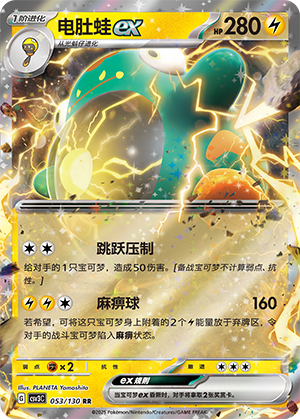 1阶进化
电肚蛙ex
HP 280
从光蚪仔进化
跳跃压制
给对手的1只宝可梦，造成50伤害。[备战宝可梦不计算弱点、抗性。]
麻痹球 160
若希望，可将这只宝可梦身上附着的2个能量放于弃牌区，令对手的战斗宝可梦陷入麻痹状态。
弱点 ×2 抗性 撤退
Illus. PLANETA Yamashita
ex规则
G CSV3C 053/130 RR
当宝可梦ex昏厥时，对手将拿取2张奖赏卡。
©2025 Pokémon/Nintendo/Creatures/GAME FREAK